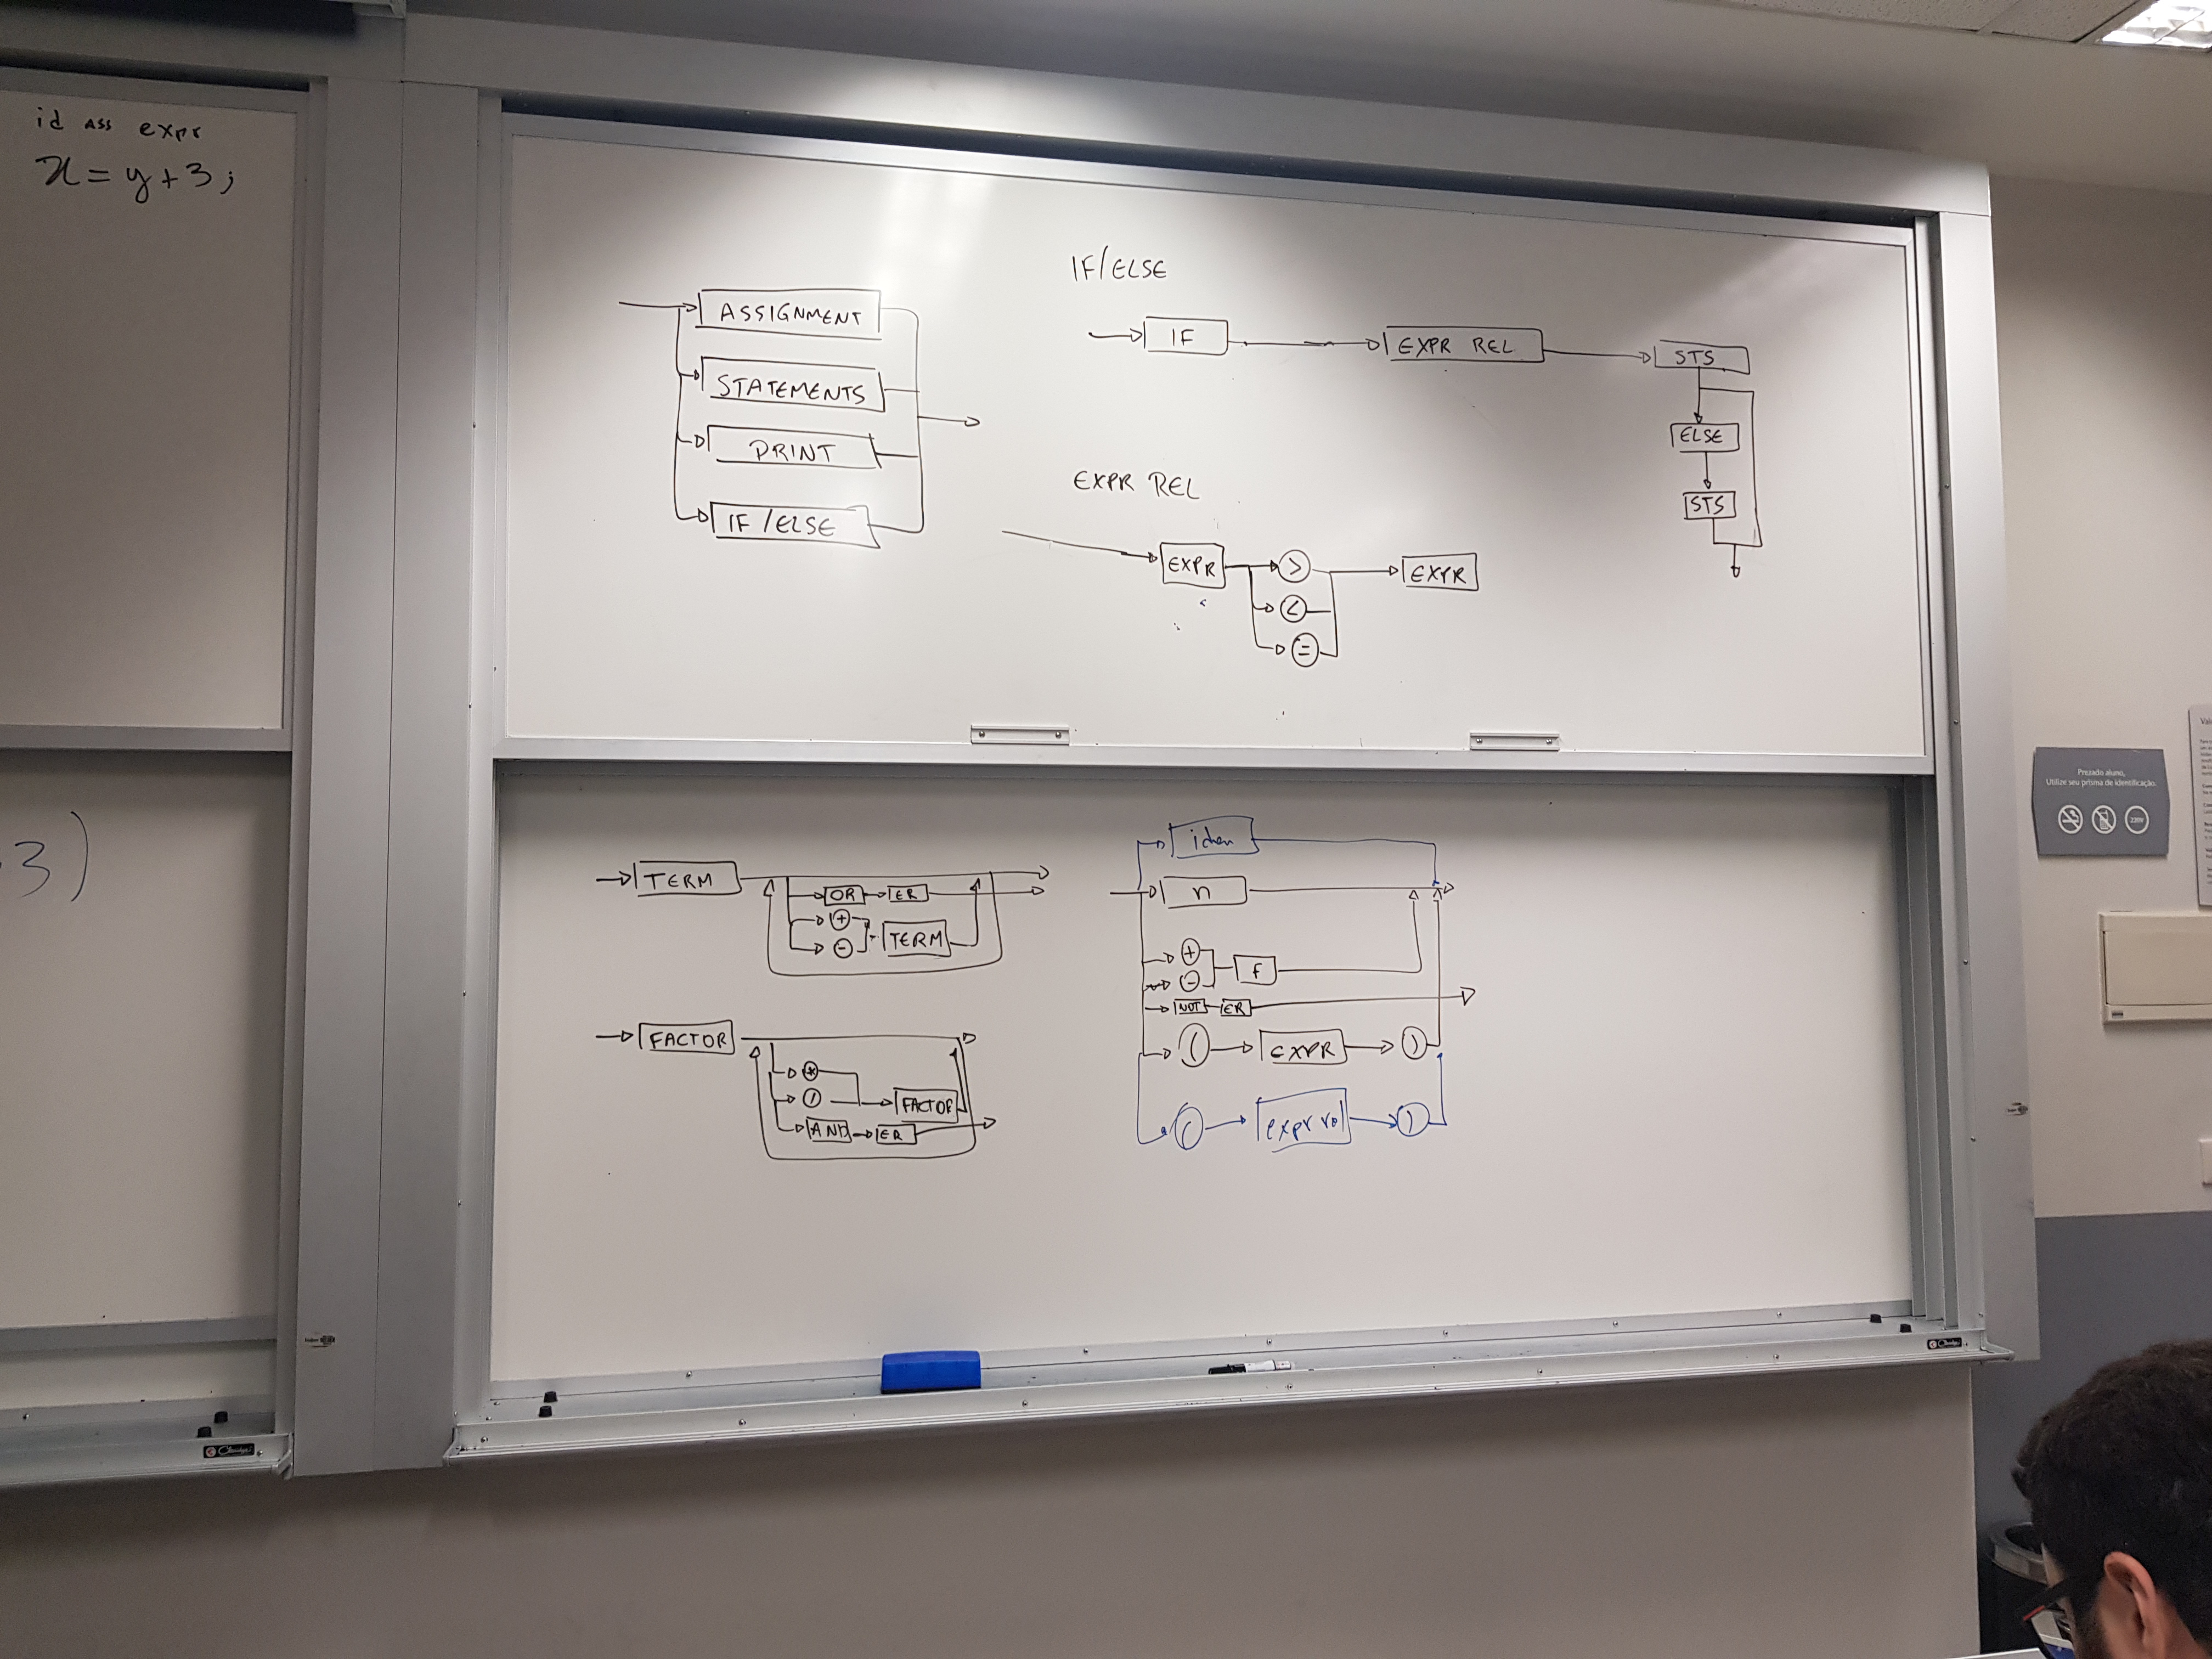 id ASS expr
x = y + 3;
3)
ASSIGNMENT
STATEMENTS
PRINT
IF /ELSE
IF/ELSE
IF
EXPR REL
STS
ELSE
STS
EXPR REL
EXPR
>
<
=
EXPR
TERM
OR ER
+
-
TERM
FACTOR
*
/
FACTOR
AND ER
iden
n
+
-
f
NOT ER
( EXPR )
( expr rel )
Prezado aluno,
Utilize seu prisma de identificação.
220V